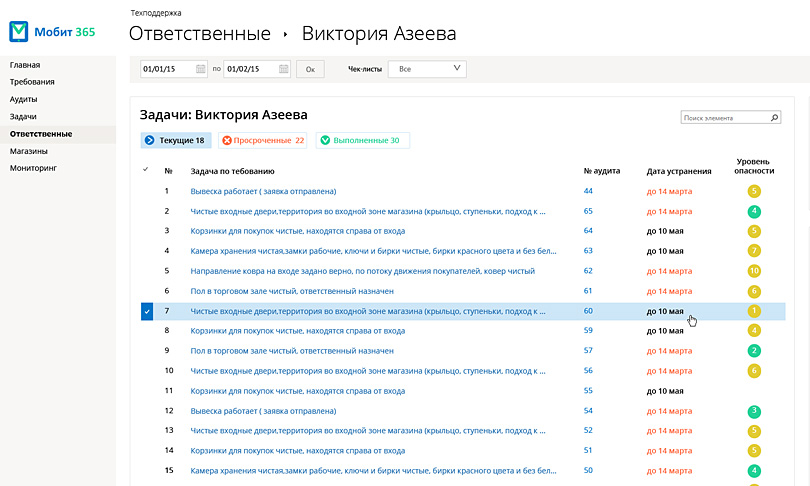 Техподдержка
Мобит 365
Ответственные ▸ Виктория Азеева
Главная
Требования
Аудиты
Задачи
Ответственные
Магазины
Мониторинг
01/01/15 по 01/02/15 Ок Чек-листы Все
Задачи: Виктория Азеева
Поиск элемента
Текущие 18 Просроченные 22 Выполненные 30
№ Задача по тебованию № аудита Дата устранения Уровень опасности
1 Вывеска работает ( заявка отправлена) 44 до 14 марта 5
2 Чистые входные двери,территория во входной зоне магазина (крыльцо, ступеньки, подход к ... 65 до 14 марта 4
3 Корзинки для покупок чистые, находятся справа от входа 64 до 10 мая 5
4 Камера хранения чистая,замки рабочие, ключи и бирки чистые, бирки красного цвета и без бел... 63 до 10 мая 7
5 Направление ковра на входе задано верно, по потоку движения покупателей, ковер чистый 62 до 14 марта 10
6 Пол в торговом зале чистый, ответственный назначен 61 до 14 марта 6
7 Чистые входные двери,территория во входной зоне магазина (крыльцо, ступеньки, подход к ... 60 до 10 мая 1
8 Корзинки для покупок чистые, находятся справа от входа 59 до 10 мая 4
9 Пол в торговом зале чистый, ответственный назначен 57 до 14 марта 2
10 Чистые входные двери,территория во входной зоне магазина (крыльцо, ступеньки, подход к ... 56 до 14 марта 6
11 Корзинки для покупок чистые, находятся справа от входа 55 до 10 мая
12 Вывеска работает ( заявка отправлена) 54 до 14 марта 3
13 Чистые входные двери,территория во входной зоне магазина (крыльцо, ступеньки, подход к ... 52 до 14 марта 5
14 Корзинки для покупок чистые, находятся справа от входа 51 до 14 марта 5
15 Камера хранения чистая,замки рабочие, ключи и бирки чистые, бирки красного цвета и без бел... 50 до 14 марта 4